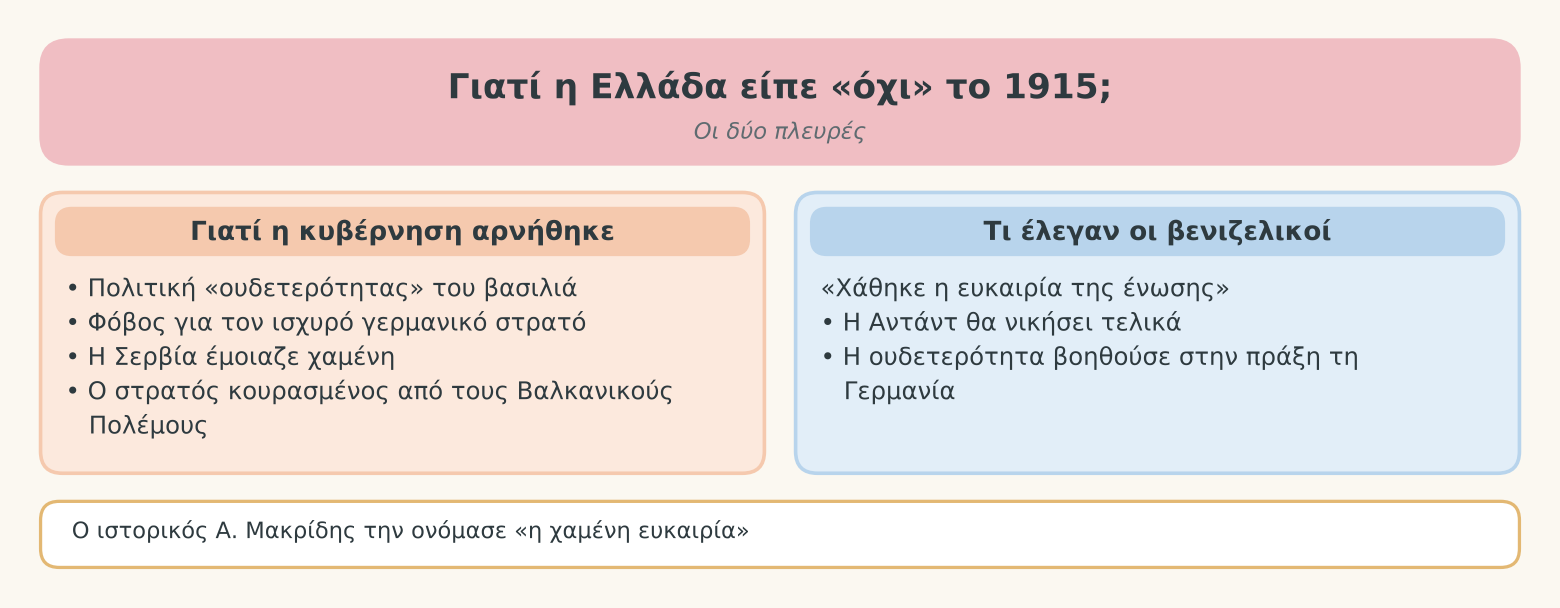 Γιατί η Ελλάδα είπε «όχι» το 1915;
Οι δύο πλευρές
Γιατί η κυβέρνηση αρνήθηκε
• Πολιτική «ουδετερότητας» του βασιλιά
• Φόβος για τον ισχυρό γερμανικό στρατό
• Η Σερβία έμοιαζε χαμένη
• Ο στρατός κουρασμένος από τους Βαλκανικούς
Πολέμους
Τι έλεγαν οι βενιζελικοί
«Χάθηκε η ευκαιρία της ένωσης»
• Η Αντάντ θα νικήσει τελικά
• Η ουδετερότητα βοηθούσε στην πράξη τη
Γερμανία
Ο ιστορικός Α. Μακρίδης την ονόμασε «η χαμένη ευκαιρία»